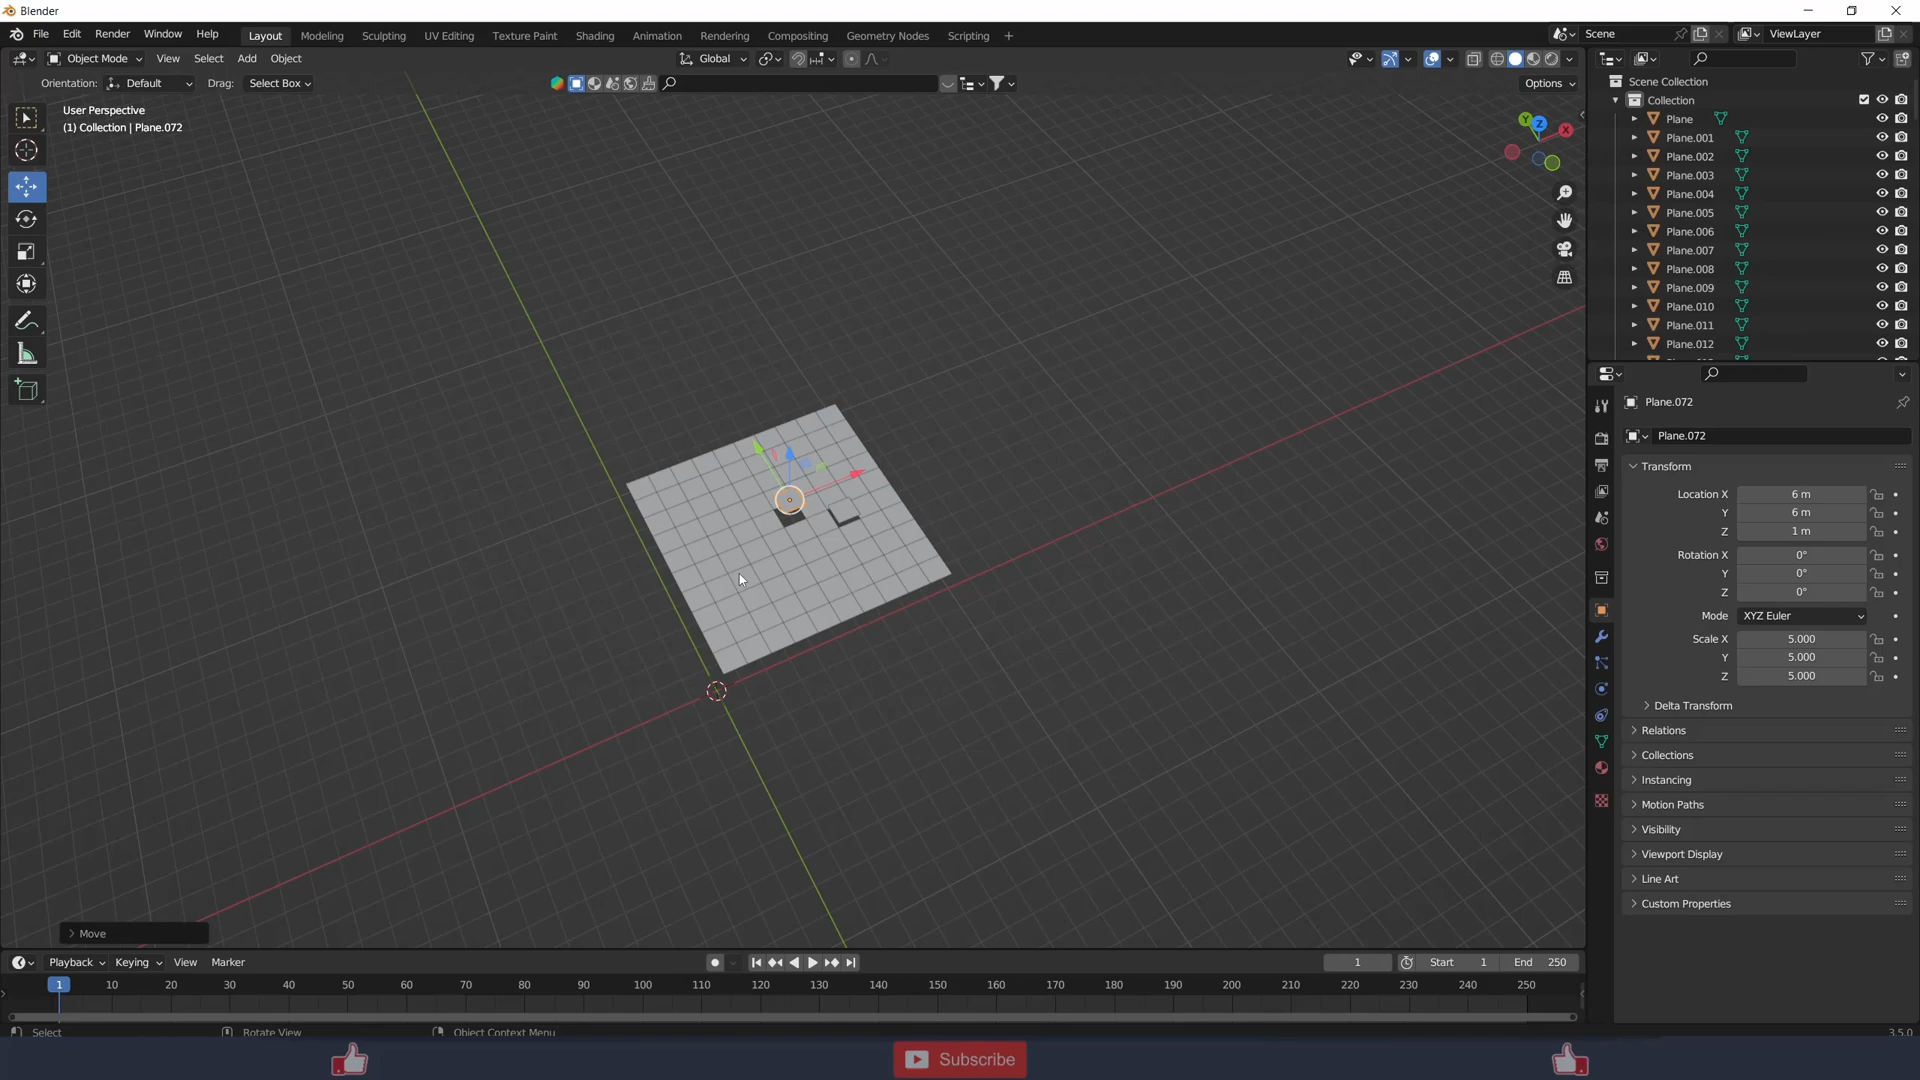 Blender
File Edit Render Window Help Layout Modeling Sculpting UV Editing Texture Paint Shading Animation Rendering Compositing Geometry Nodes Scripting + Scene ViewLayer
Object Mode View Select Add Object Global
Orientation: Default Drag: Select Box Options
User Perspective
(1) Collection | Plane.072
Y Z X
Scene Collection
Collection
Plane
Plane.001
Plane.002
Plane.003
Plane.004
Plane.005
Plane.006
Plane.007
Plane.008
Plane.009
Plane.010
Plane.011
Plane.012
Plane.072
Plane.072
Transform
Location X 6 m
Y 6 m
Z 1 m
Rotation X 0°
Y 0°
Z 0°
Mode XYZ Euler
Scale X 5.000
Y 5.000
Z 5.000
Delta Transform
Relations
Collections
Instancing
Motion Paths
Visibility
Viewport Display
Line Art
Custom Properties
Move
Playback Keying View Marker 1 Start 1 End 250
1 10 20 30 40 50 60 70 80 90 100 110 120 130 140 150 160 170 180 190 200 210 220 230 240 250
Select Rotate View Object Context Menu 3.5.0
Subscribe